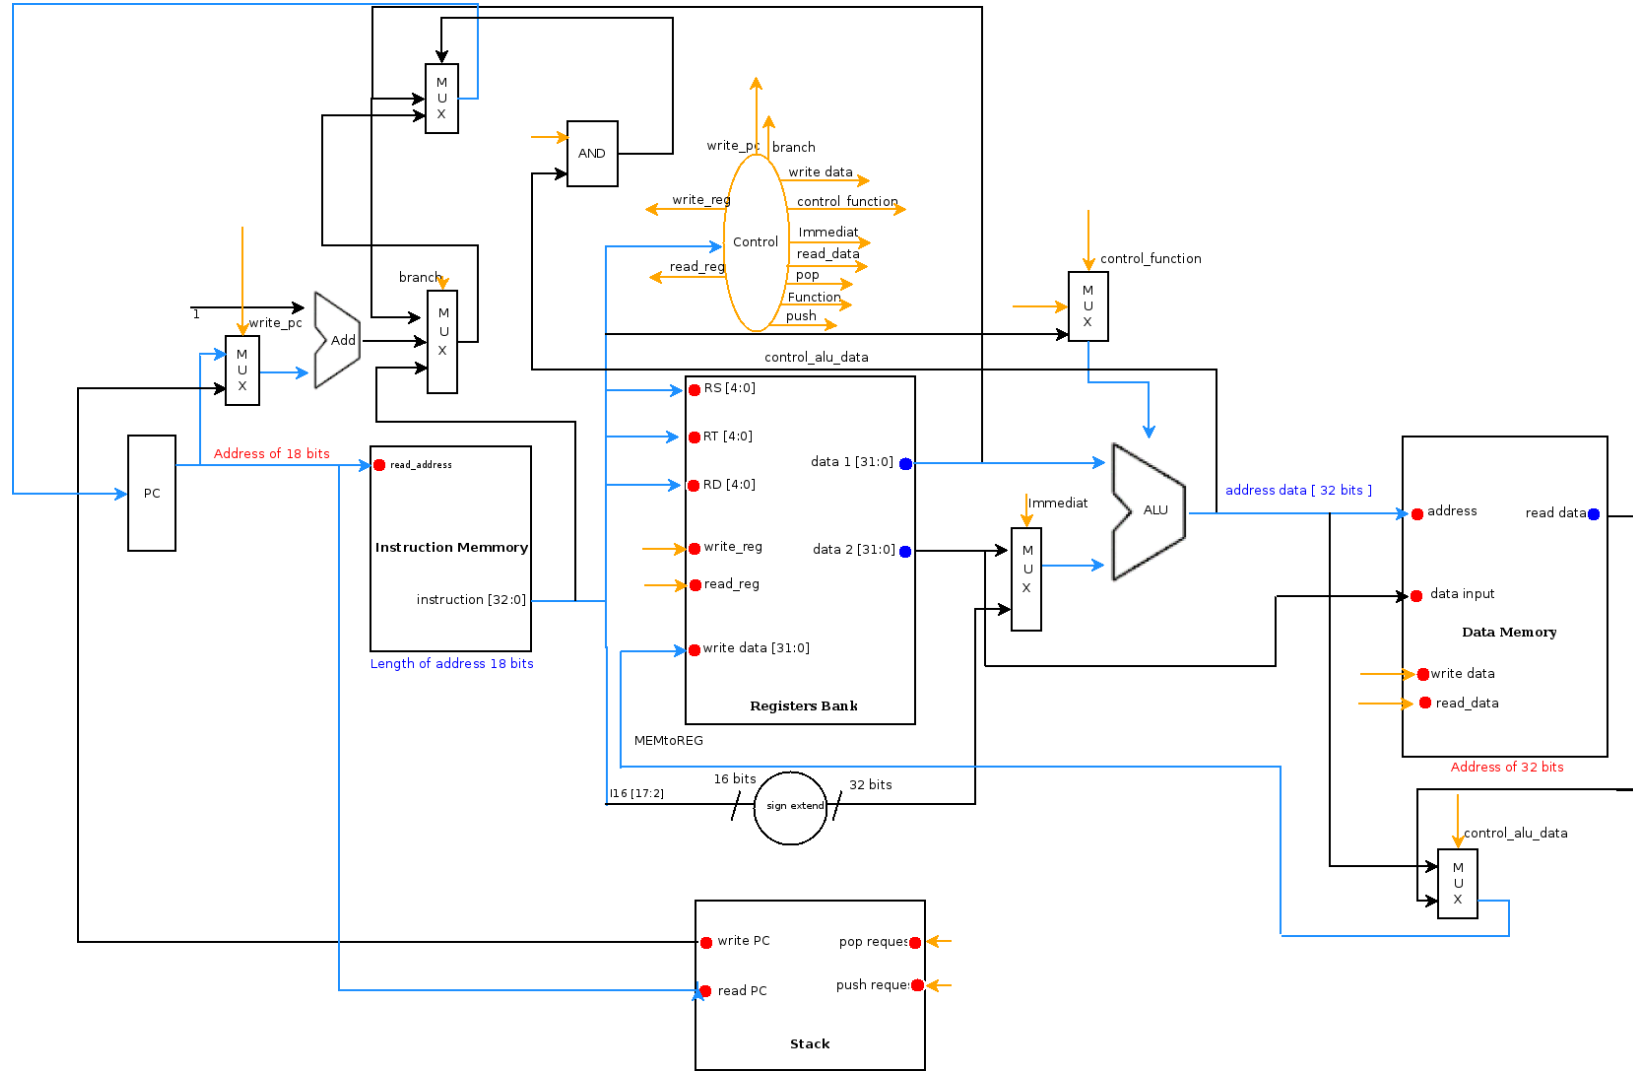 M
U
X
AND
write_pc
branch
write data
write_reg
control_function
Control
Immediat
read_data
read_reg
pop
Function
push
control_function
M
U
X
branch
1
write_pc
Add
M
U
X
M
U
X
control_alu_data
RS [4:0]
RT [4:0]
RD [4:0]
write_reg
read_reg
write data [31:0]
data 1 [31:0]
data 2 [31:0]
Registers Bank
Address of 18 bits
read_address
PC
Instruction Memmory
instruction [32:0]
Length of address 18 bits
Immediat
M
U
X
ALU
address data [ 32 bits ]
address
read data
data input
Data Memory
write data
read_data
Address of 32 bits
MEMtoREG
16 bits
32 bits
I16 [17:2]
sign extend
control_alu_data
M
U
X
write PC
pop reques
read PC
push reque
Stack